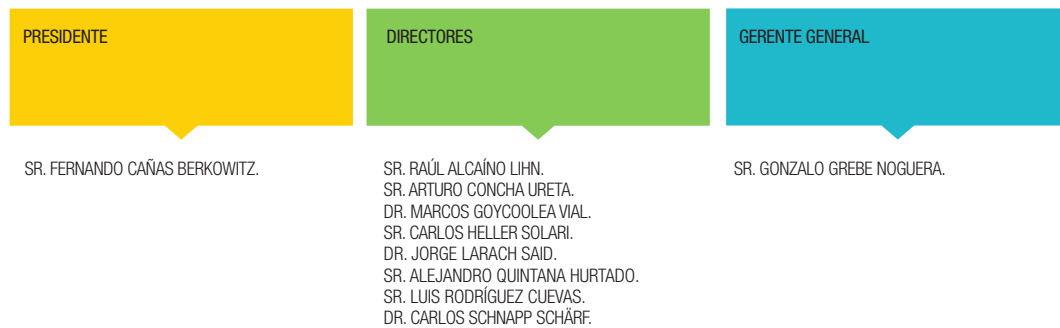 PRESIDENTE
SR. FERNANDO CAÑAS BERKOWITZ.
DIRECTORES
SR. RAÚL ALCAÍNO LIHN.
SR. ARTURO CONCHA URETA.
DR. MARCOS GOYCOOLEA VIAL.
SR. CARLOS HELLER SOLARI.
DR. JORGE LARACH SAID.
SR. ALEJANDRO QUINTANA HURTADO.
SR. LUIS RODRÍGUEZ CUEVAS.
DR. CARLOS SCHNAPP SCHÄRF.
GERENTE GENERAL
SR. GONZALO GREBE NOGUERA.